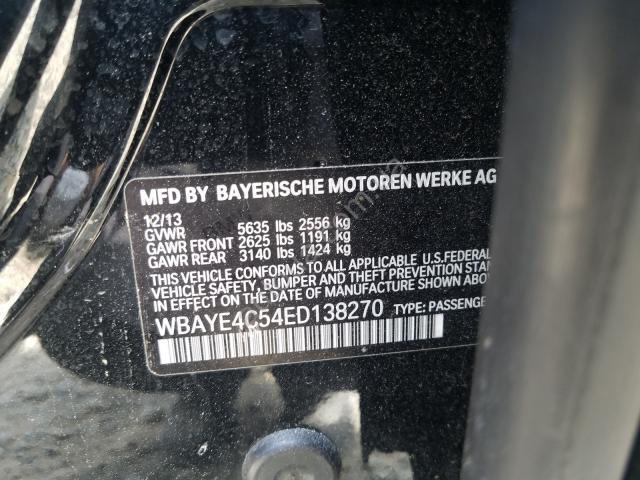 MFD BY BAYERISCHE MOTOREN WERKE AG
12/13
GVWR 5635 lbs 2556 kg
GAWR FRONT 2625 lbs 1191 kg
GAWR REAR 3140 lbs 1424 kg
THIS VEHICLE CONFORMS TO ALL APPLICABLE U.S. FEDERAL
VEHICLE SAFETY, BUMPER AND THEFT PREVENTION STAN
IN EFFECT ON THE DATE OF MANUFACTURE SHOWN
WBAYE4C54ED138270 TYPE: PASSENGE